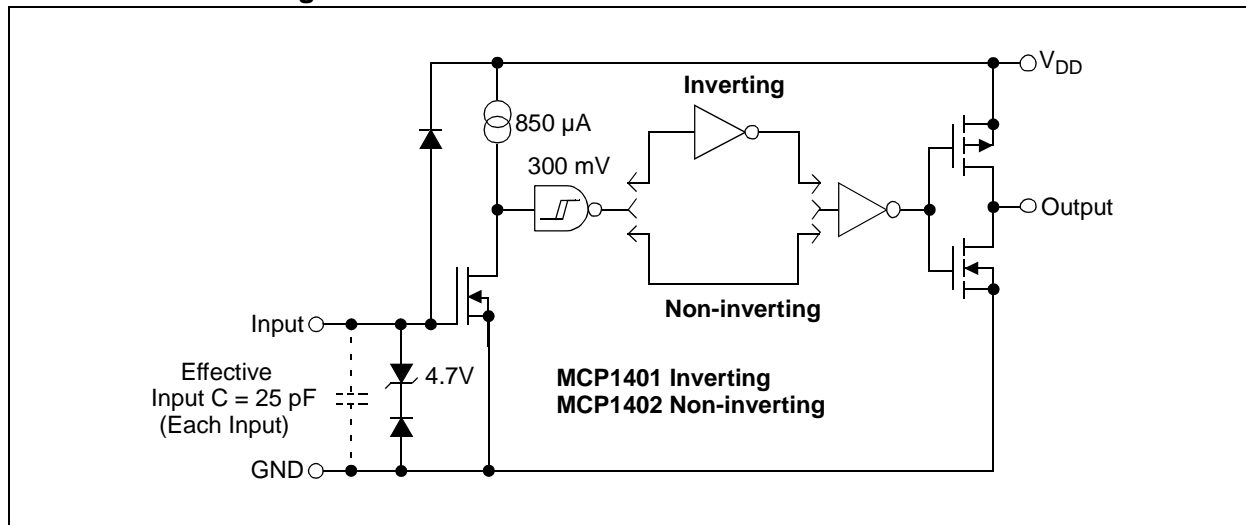 V_DD
Inverting
850 µA
300 mV
Output
Non-inverting
Input
Effective
Input C = 25 pF
(Each Input)
4.7V
MCP1401 Inverting
MCP1402 Non-inverting
GND